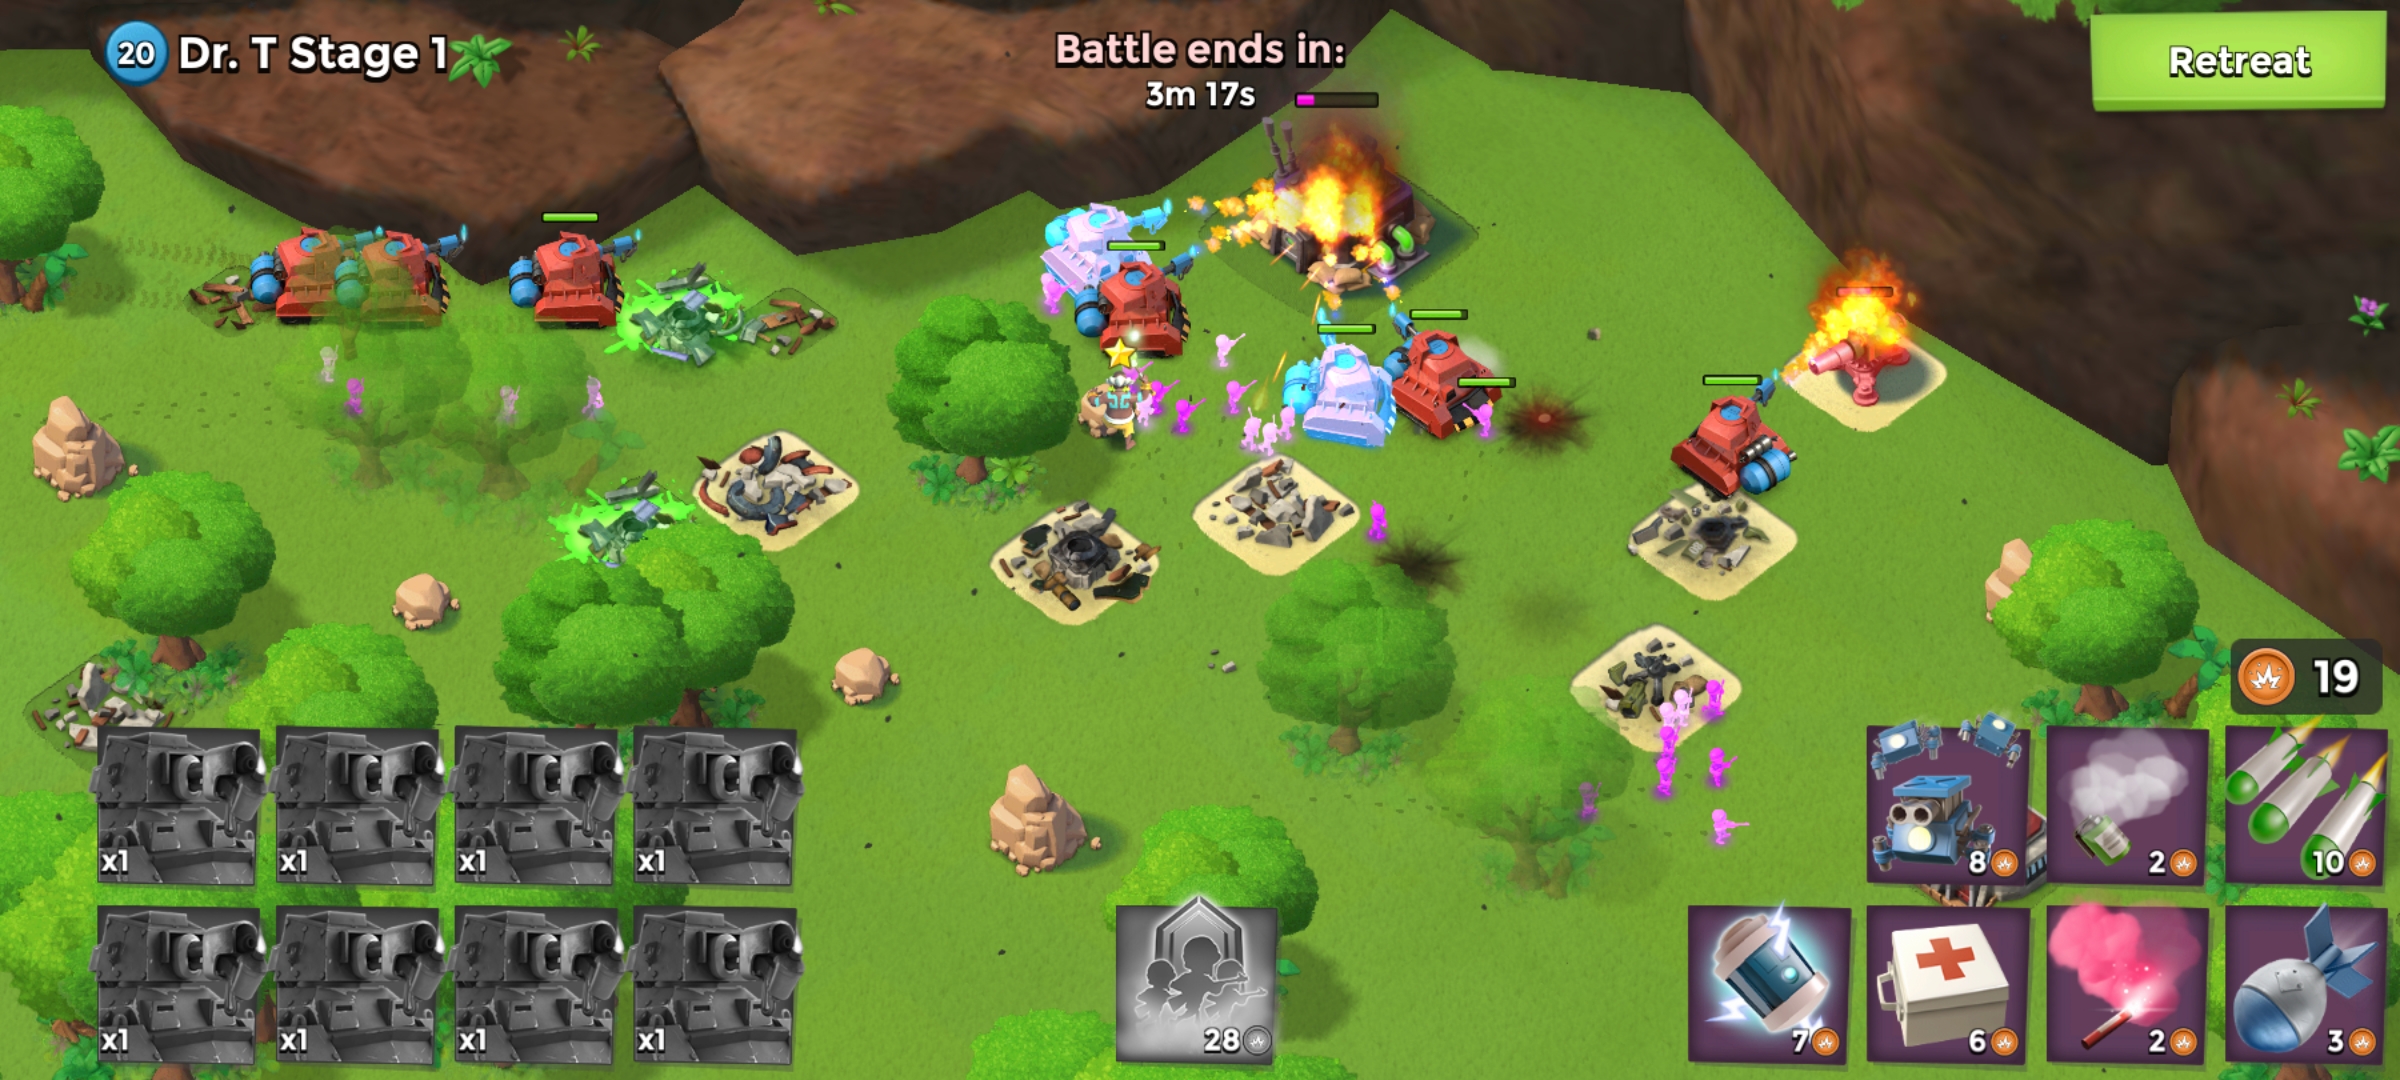 20 Dr. T Stage 1
Battle ends in:
3m 17s
Retreat
19
x1 x1 x1 x1
8 2 10
x1 x1 x1 x1
28
7 6 2 3